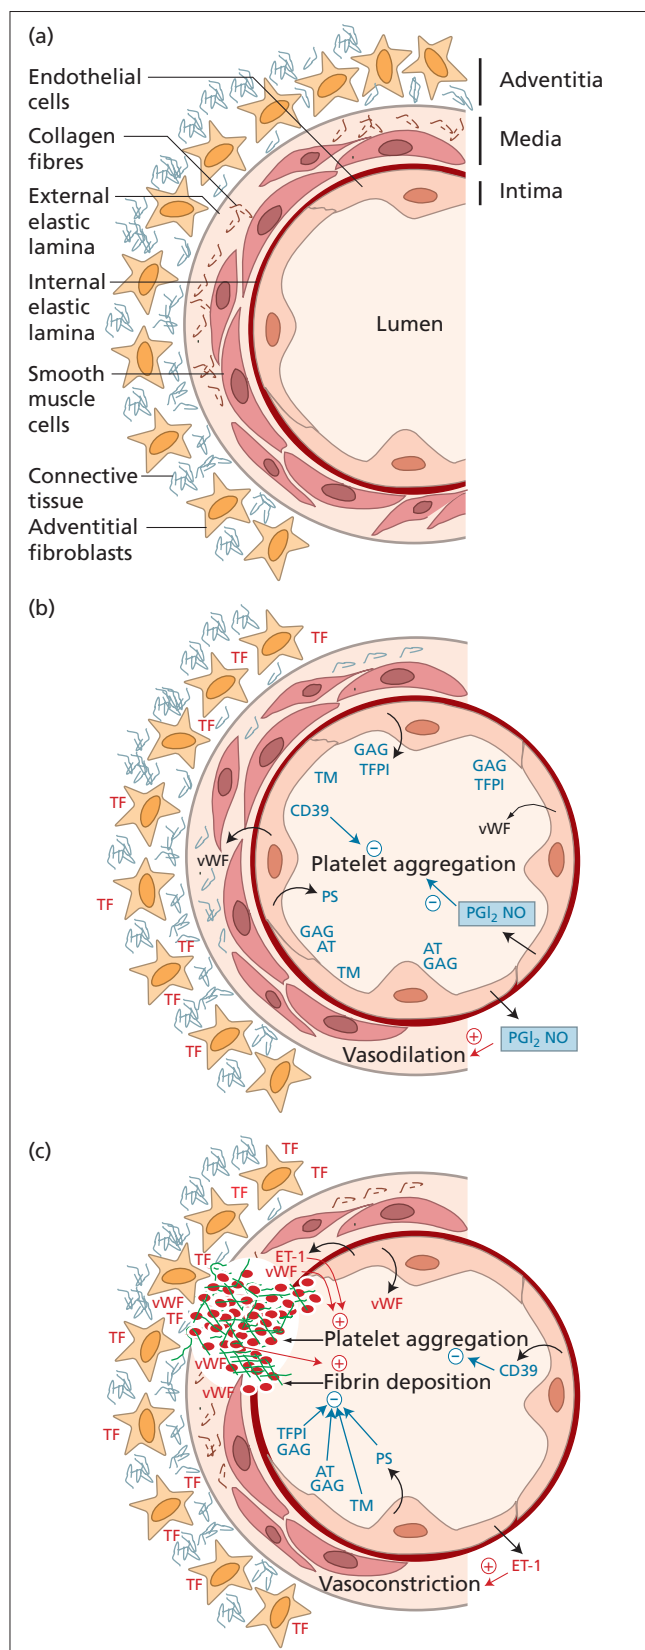 (a)
Endothelial
cells
Collagen
fibres
External
elastic
lamina
Internal
elastic
lamina
Smooth
muscle
cells
Connective
tissue
Adventitial
fibroblasts
Adventitia
Media
Intima
Lumen
(b)
TF
TF
TF
TF
TF
TF
TF
TF
GAG
TFPI
TM
GAG
TFPI
CD39
−
vWF
vWF
Platelet aggregation
PS
−
PGI₂ NO
GAG
AT
AT
GAG
TM
+
PGI₂ NO
Vasodilation
(c)
TF
TF
TF
TF
ET-1
vWF
vWF
vWF
TF
+
Platelet aggregation
−
vWF
+
CD39
Fibrin deposition
vWF
−
TFPI
GAG
TF
PS
AT
GAG
TF
TM
TF
+
ET-1
Vasoconstriction
TF
TF